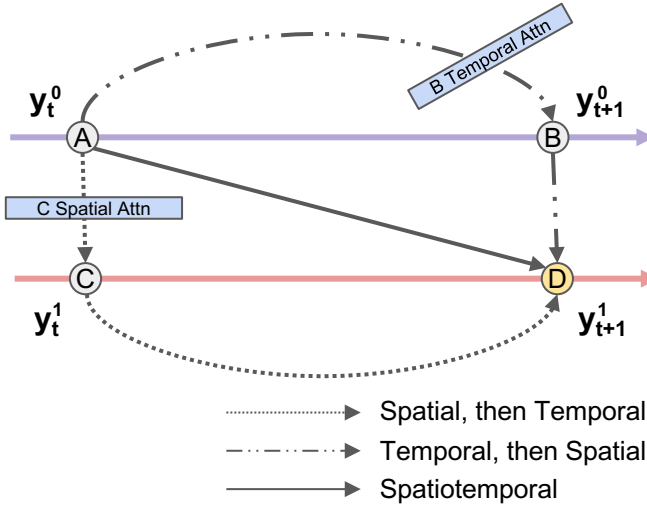 B Temporal Attn
y_t^0
y_{t+1}^0
A
B
C Spatial Attn
C
D
y_t^1
y_{t+1}^1
Spatial, then Temporal
Temporal, then Spatial
Spatiotemporal